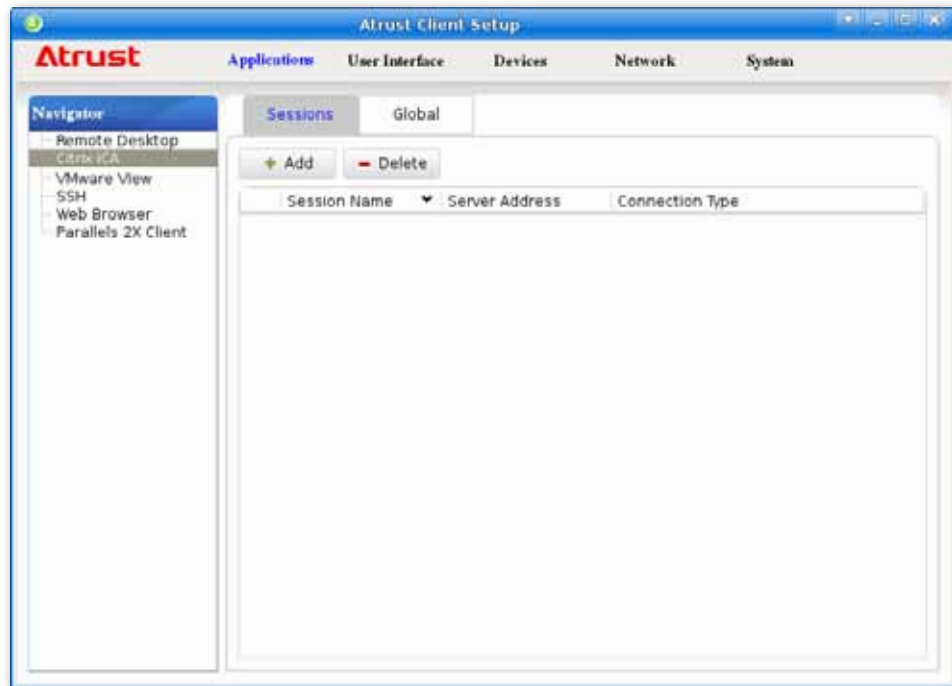 Atrust Client Setup
Atrust
Applications User Interface Devices Network System
Navigator
Remote Desktop
Citrix ICA
VMware View
SSH
Web Browser
Parallels 2X Client
Sessions Global
+ Add - Delete
Session Name Server Address Connection Type